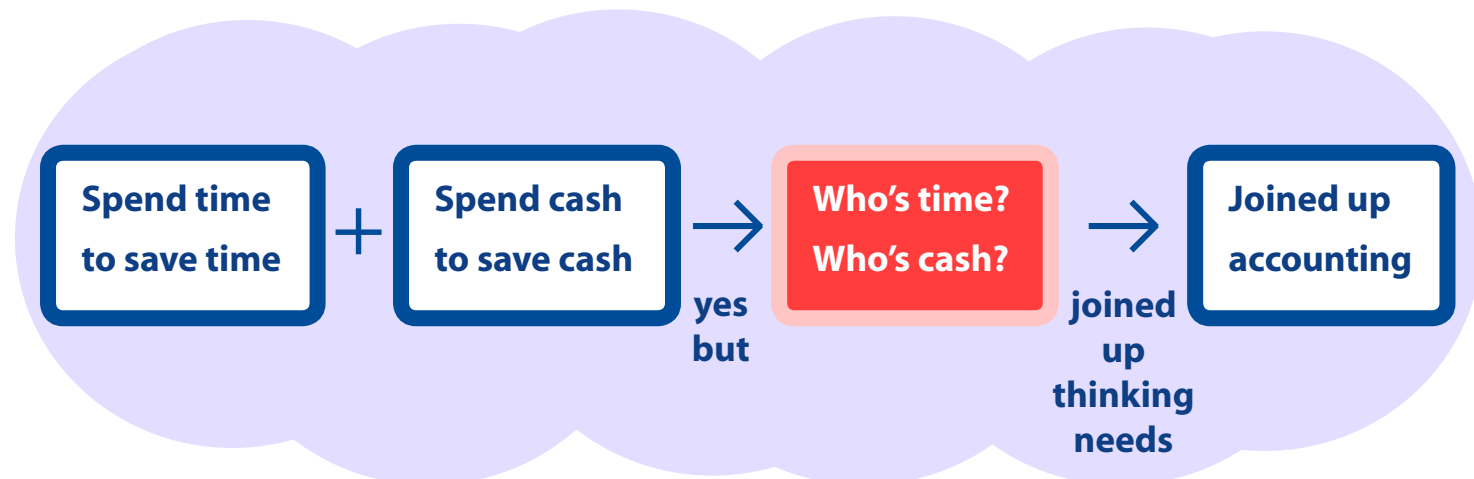 Spend time
to save time
+
Spend cash
to save cash
yes
but
Who's time?
Who's cash?
joined
up
thinking
needs
Joined up
accounting